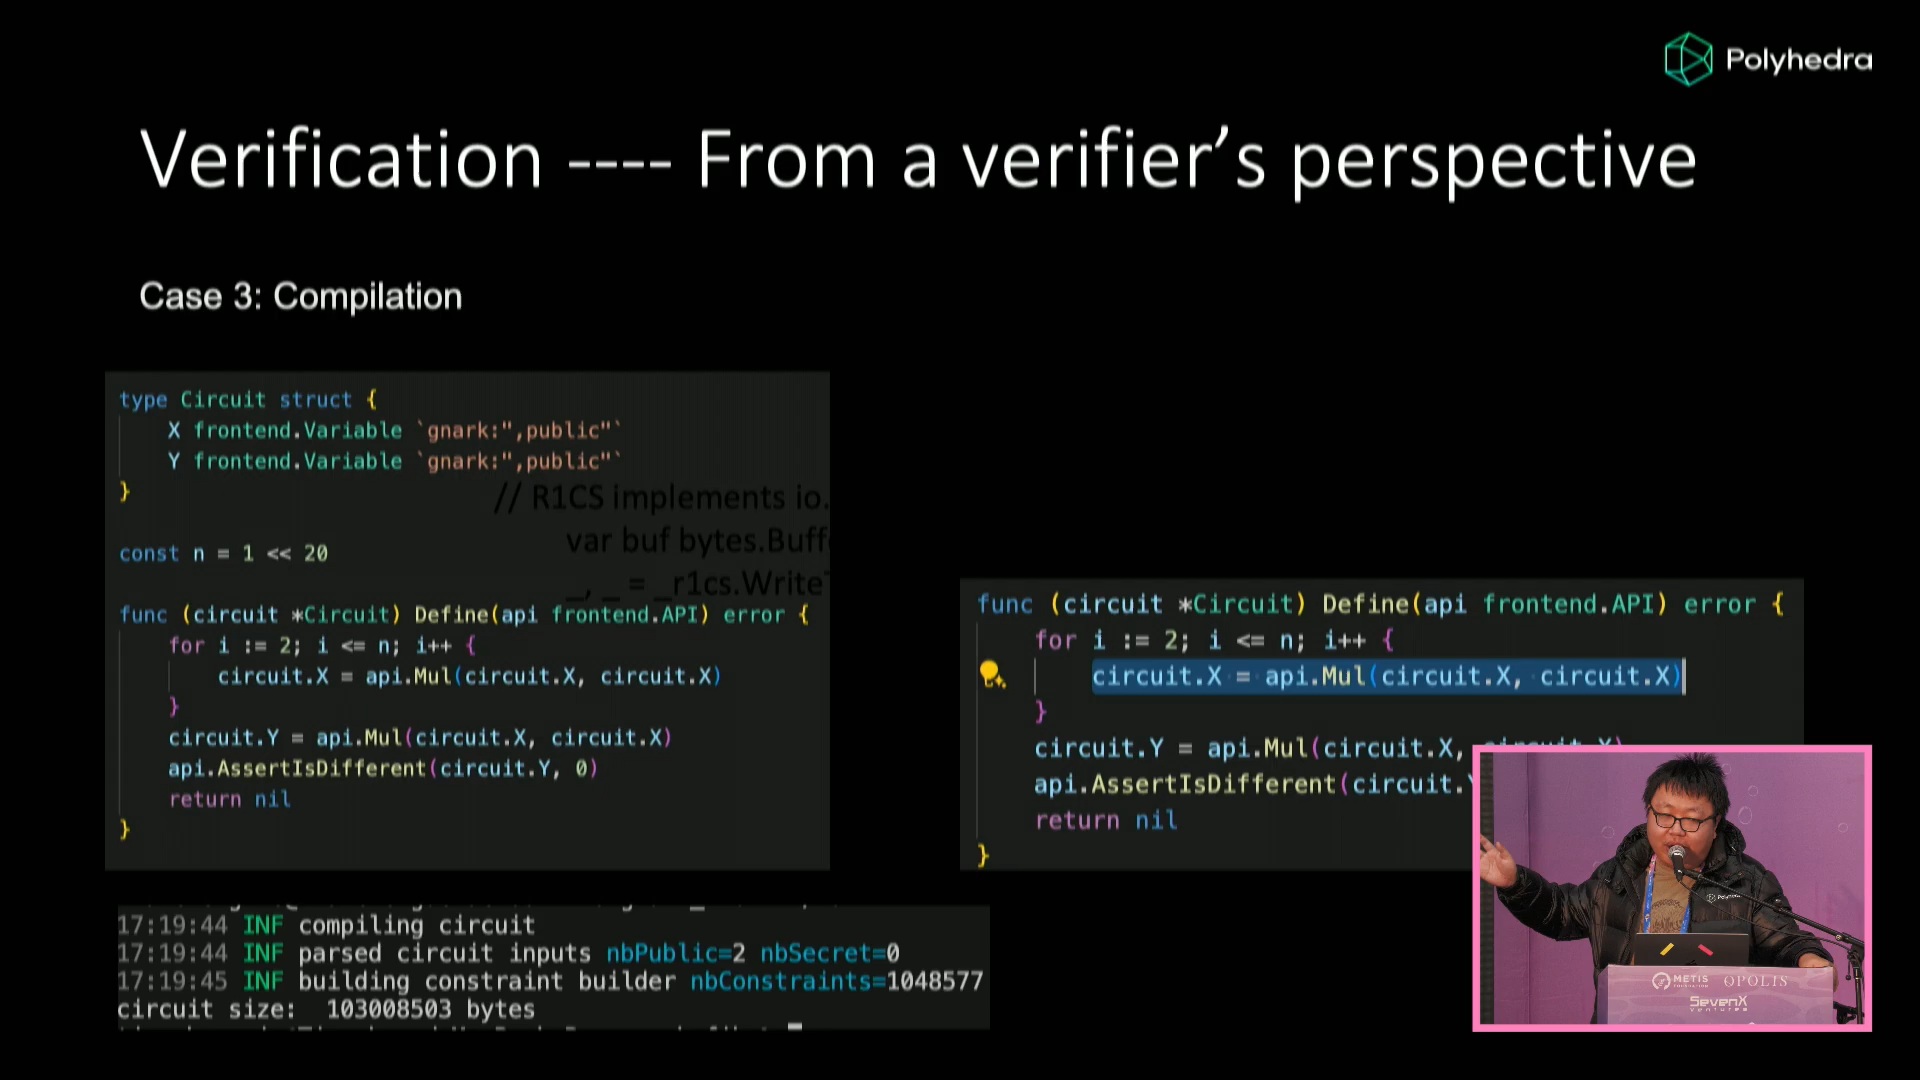 Polyhedra
Verification ---- From a verifier’s perspective
Case 3: Compilation
type Circuit struct {
X frontend.Variable `gnark:",public"`
Y frontend.Variable `gnark:",public"`
}
// R1CS implements io.
var buf bytes.Buff
const n = 1 << 20
_, _ = _r1cs.Write
func (circuit *Circuit) Define(api frontend.API) error {
for i := 2; i <= n; i++ {
circuit.X = api.Mul(circuit.X, circuit.X)
}
circuit.Y = api.Mul(circuit.X, circuit.X)
api.AssertIsDifferent(circuit.Y, 0)
return nil
}
func (circuit *Circuit) Define(api frontend.API) error {
for i := 2; i <= n; i++ {
circuit.X = api.Mul(circuit.X, circuit.X)
}
circuit.Y = api.Mul(circuit.X,
api.AssertIsDifferent(circuit.
return nil
}
17:19:44 INF compiling circuit
17:19:44 INF parsed circuit inputs nbPublic=2 nbSecret=0
17:19:45 INF building constraint builder nbConstraints=1048577
circuit size: 103008503 bytes
METIS OPOLIS
SevenX
VENTURES